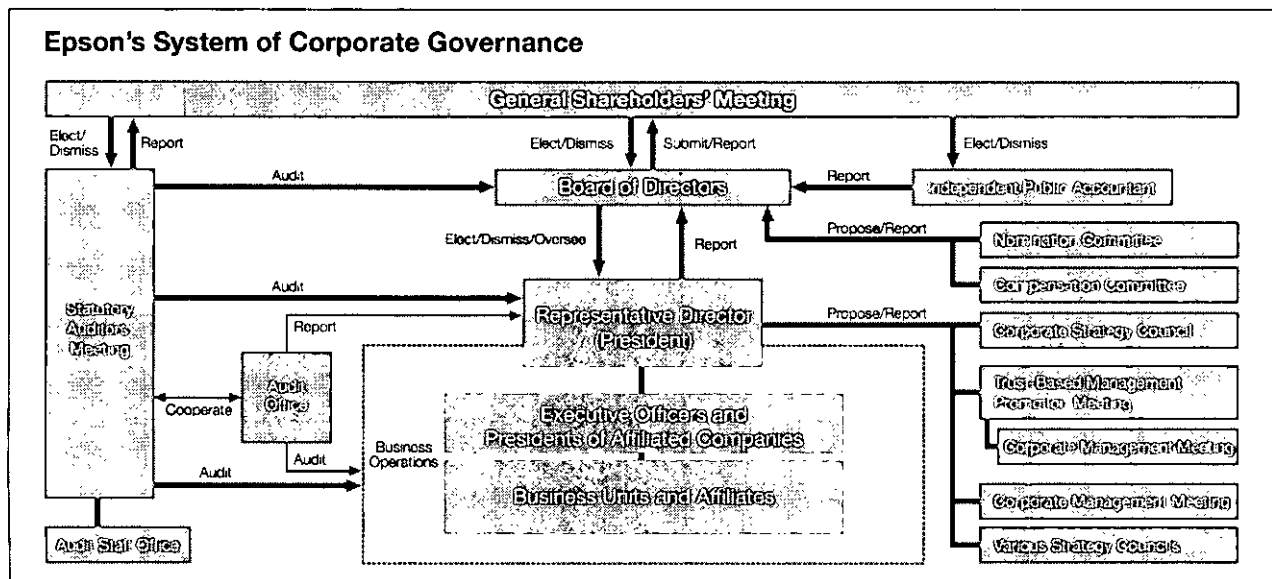 Epson's System of Corporate Governance
General Shareholders' Meeting
Elect/
Dismiss
Report
Elect/Dismiss
Submit/Report
Elect/Dismiss
Audit
Board of Directors
Report
Independent Public Accountant
Elect/Dismiss/Oversee
Report
Propose/Report
Nomination Committee
Compensation Committee
Statutory
Auditors
Meeting
Audit
Report
Representative Director
(President)
Propose/Report
Corporate Strategy Council
Audit
Office
Cooperate
Trust-Based Management
Promotion Meeting
Executive Officers and
Presidents of Affiliated Companies
Corporate Management Meeting
Audit
Business
Operations
Audit
Business Units and Affiliates
Corporate Management Meeting
Audit Staff Office
Various Strategy Councils